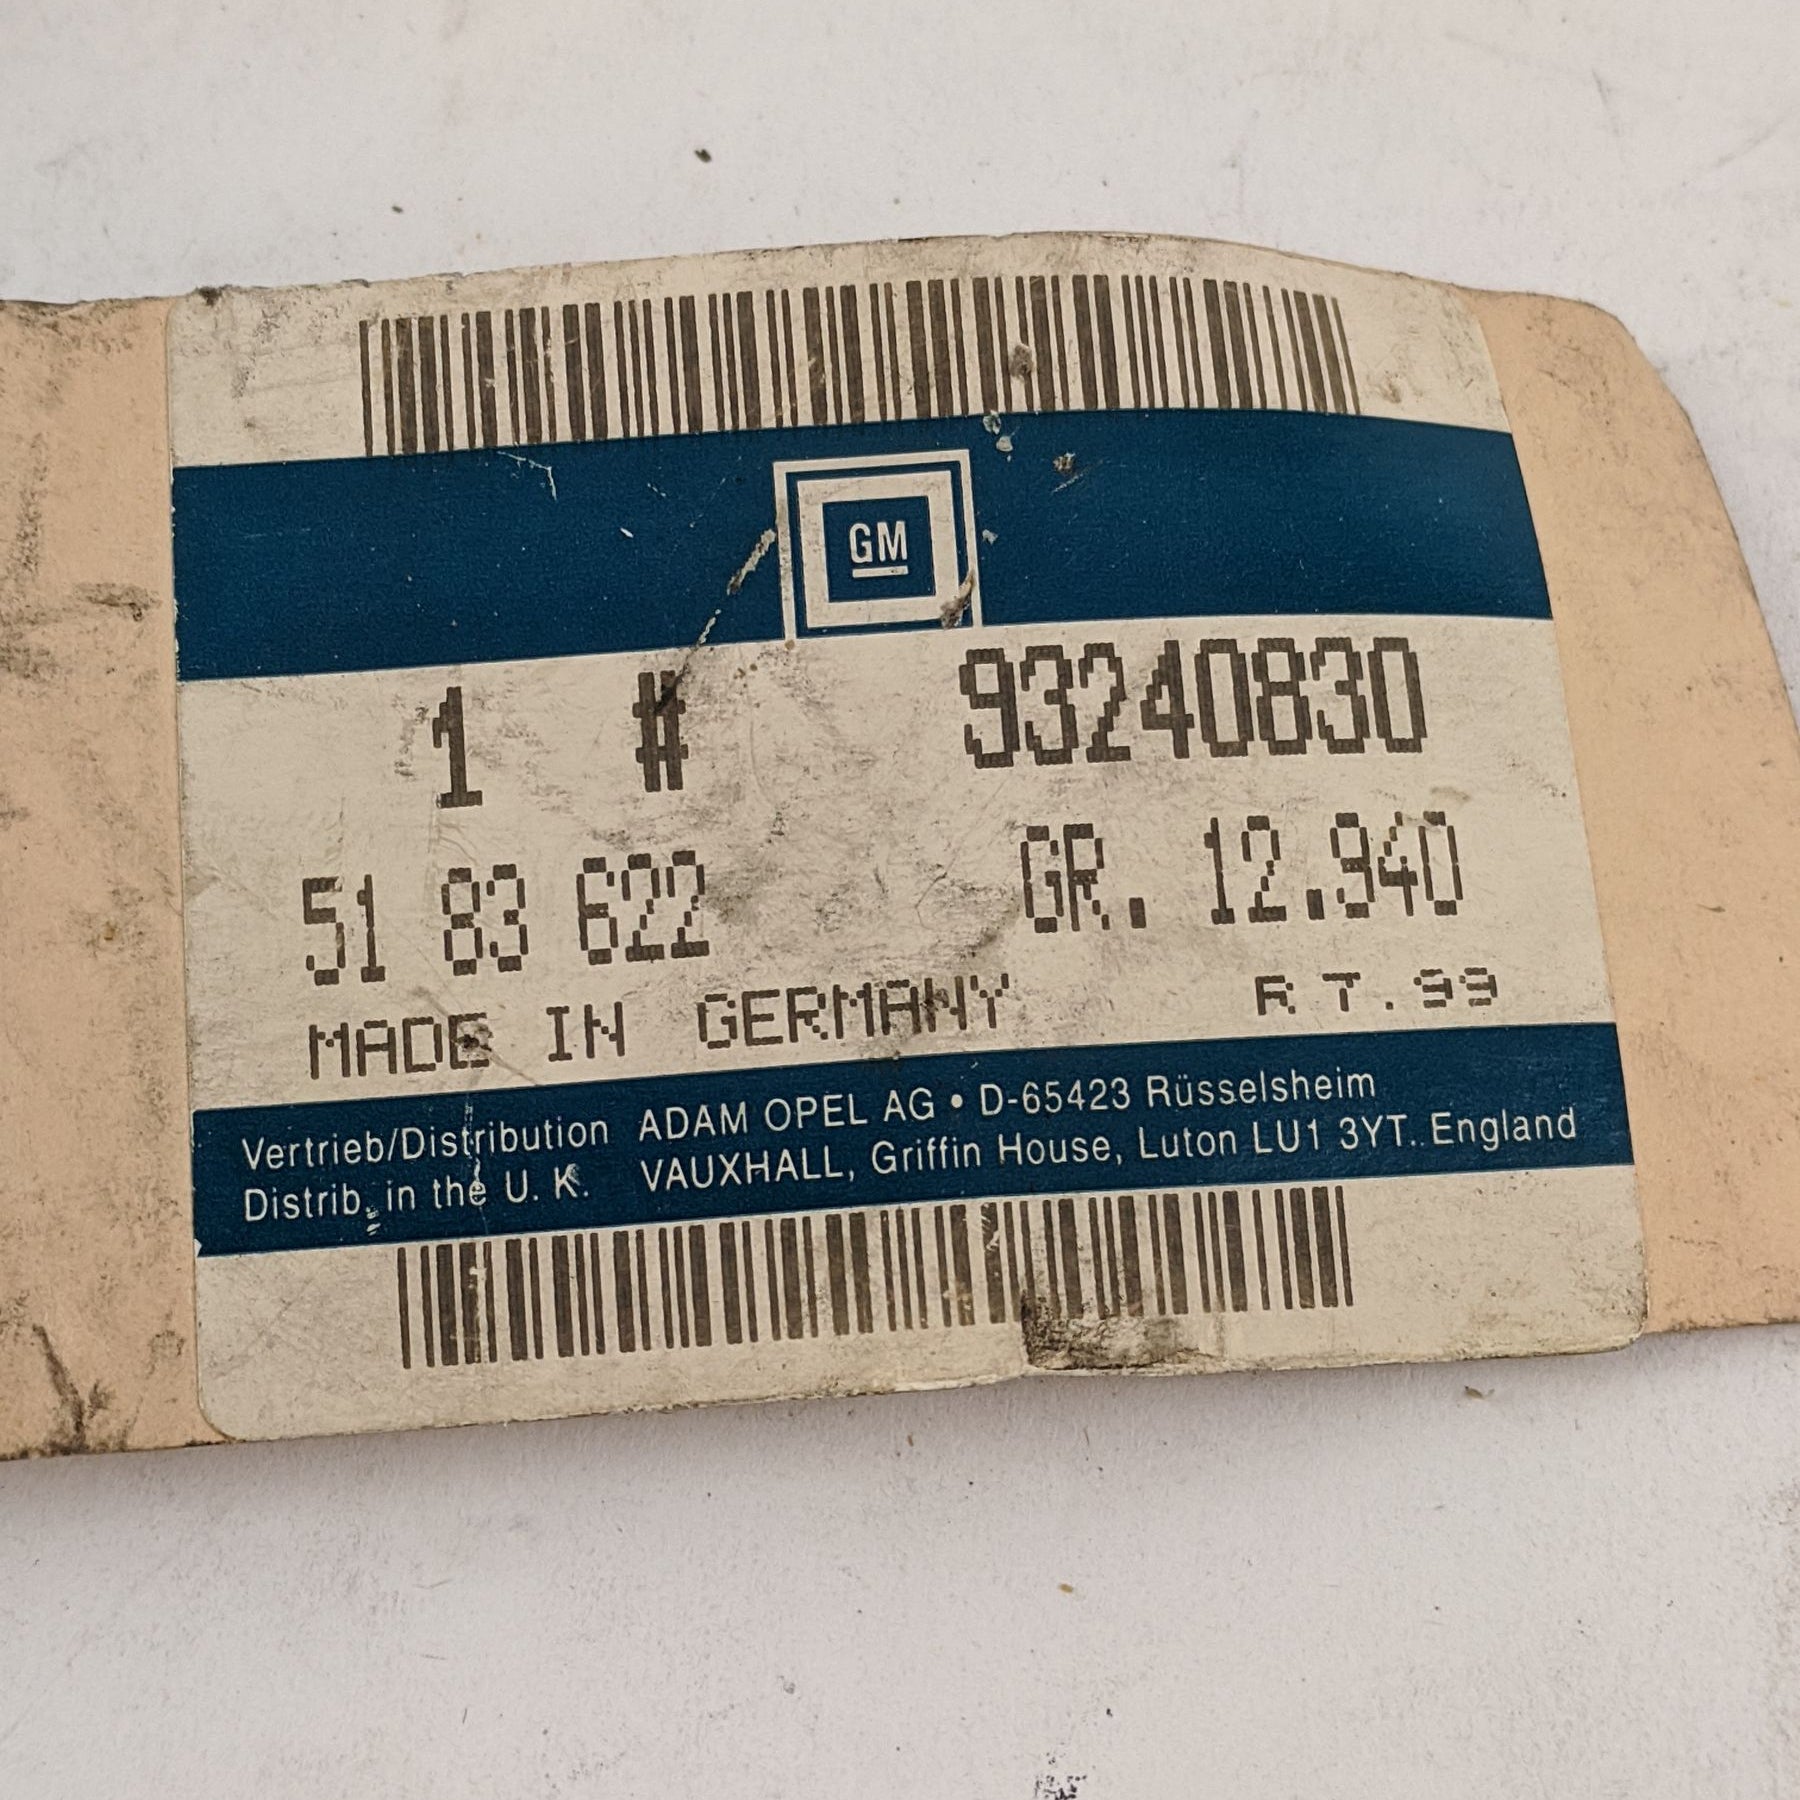 GM
1 # 93240830
51 83 622 GR. 12.940
MADE IN GERMANY R 7.99
Vertrieb/Distribution ADAM OPEL AG • D-65423 Rüsselsheim
Distrib. in the U. K. VAUXHALL, Griffin House, Luton LU1 3YT. England